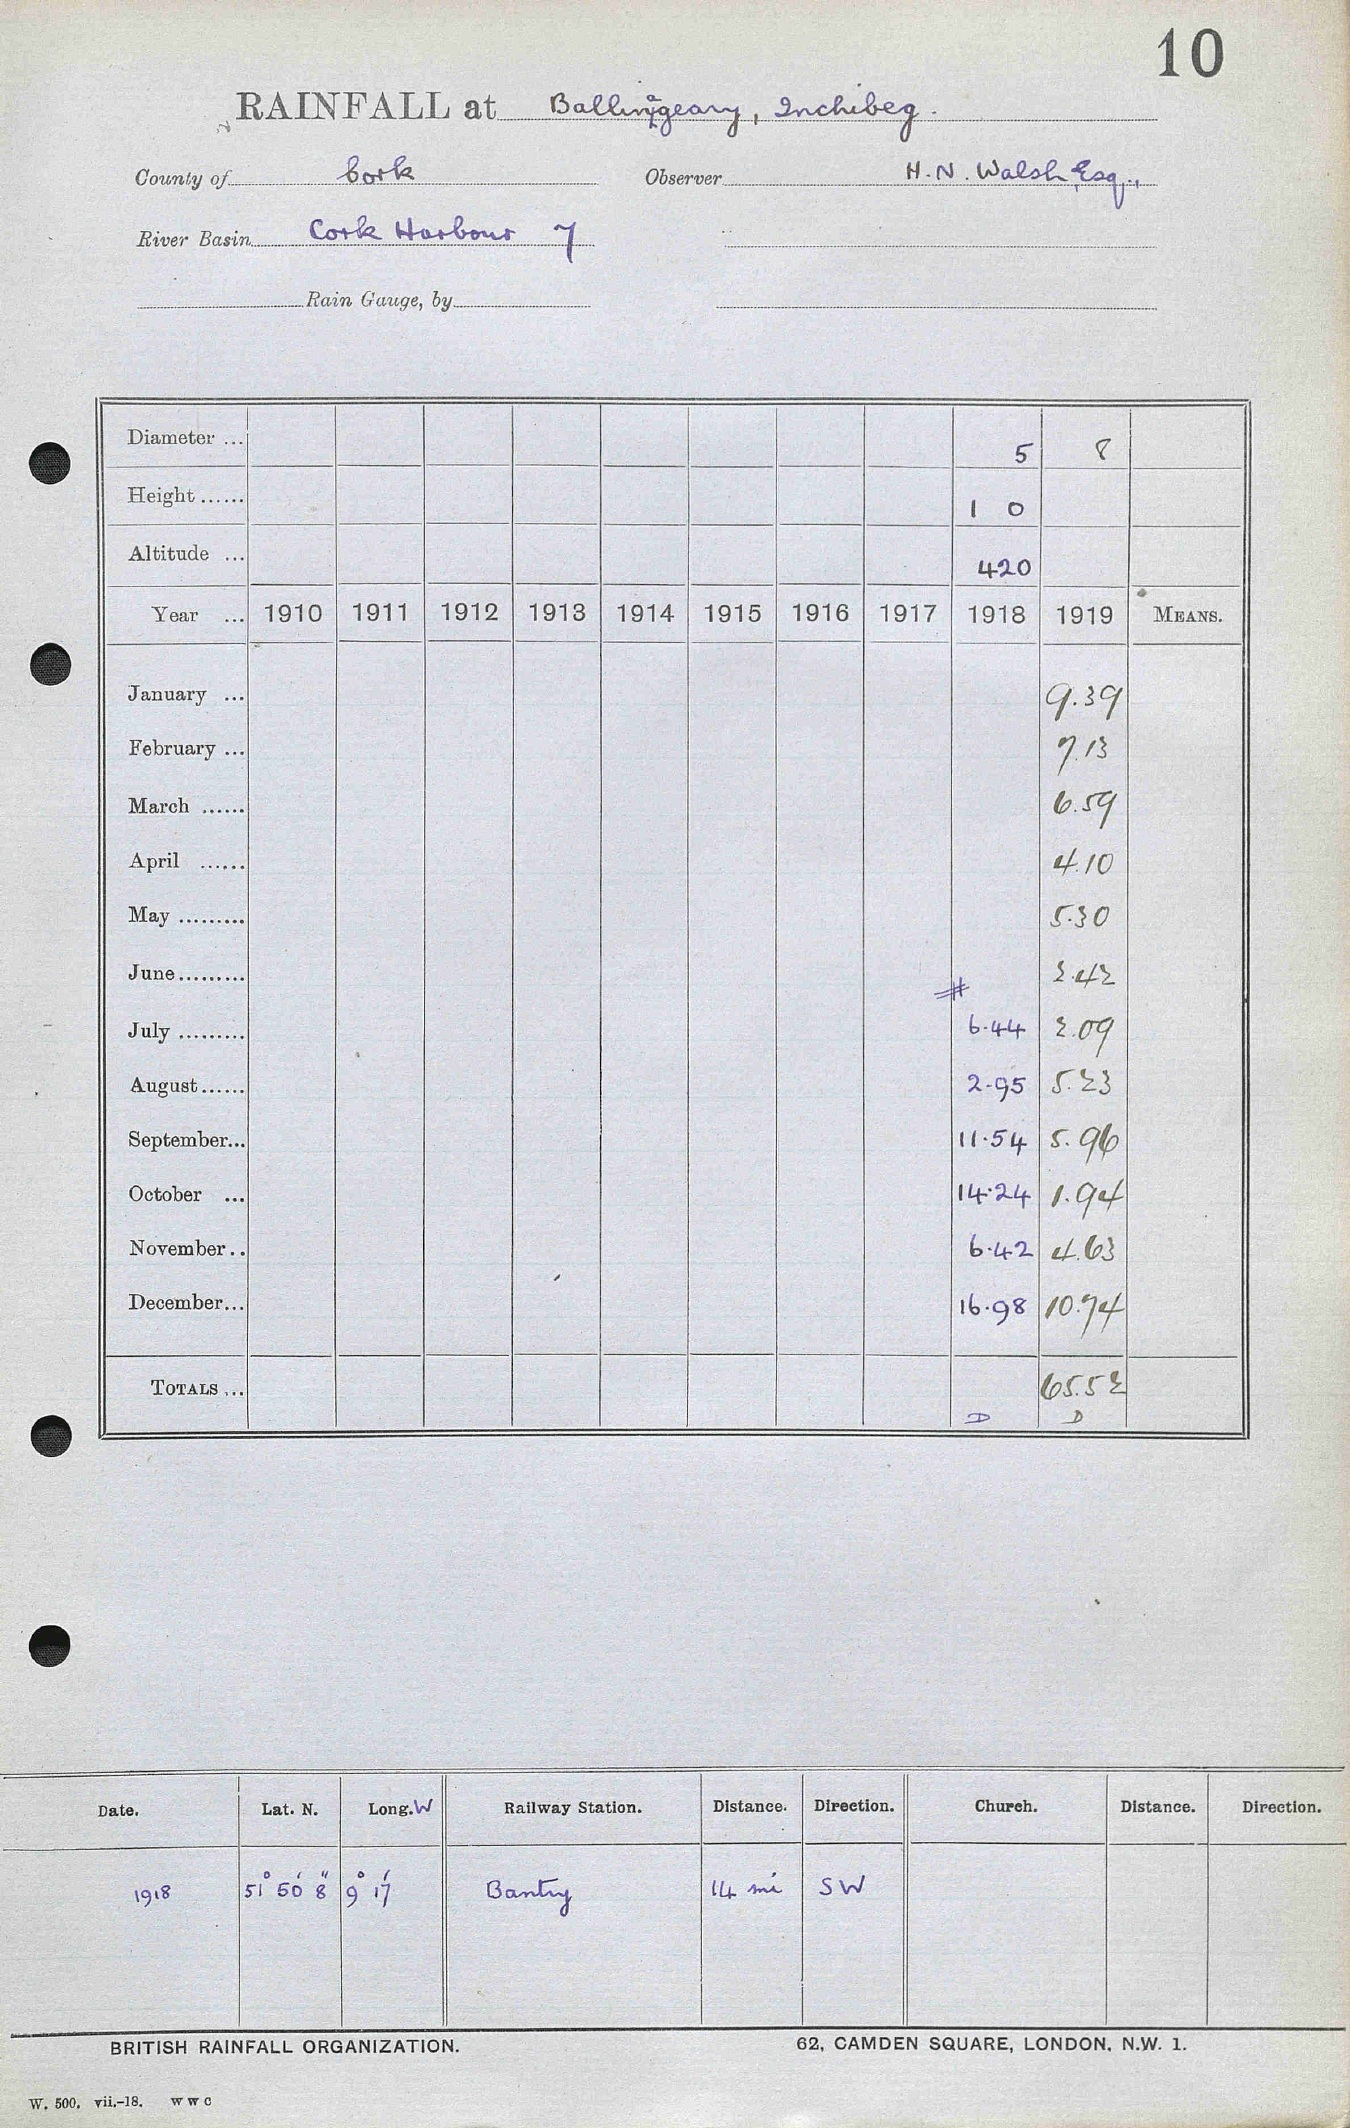 10
RAINFALL at Ballingeary, Inchibeg.
County of Cork Observer H. N. Walsh, Esq.,
River Basin Cork Harbour 7
Rain Gauge, by
Diameter ... 5 8
Height ...... 1 0
Altitude ... 420
Year ... 1910 1911 1912 1913 1914 1915 1916 1917 1918 1919 MEANS.
January ... 9.39
February ... 7.13
March ...... 6.59
April ...... 4.10
May ......... 5.30
June ......... 2.42
July ......... 6.44 2.09
August ...... 2.95 5.23
September ... 11.54 5.96
October ... 14.24 1.94
November .. 6.42 4.63
December ... 16.98 10.74
TOTALS ... 65.52
D D
Date. Lat. N. Long. W Railway Station. Distance. Direction. Church. Distance. Direction.
1918 51° 50' 8" 9° 17' Bantry 14 mi SW
BRITISH RAINFALL ORGANIZATION. 62, CAMDEN SQUARE, LONDON, N.W. 1.
W. 500. vii.-18. W W C